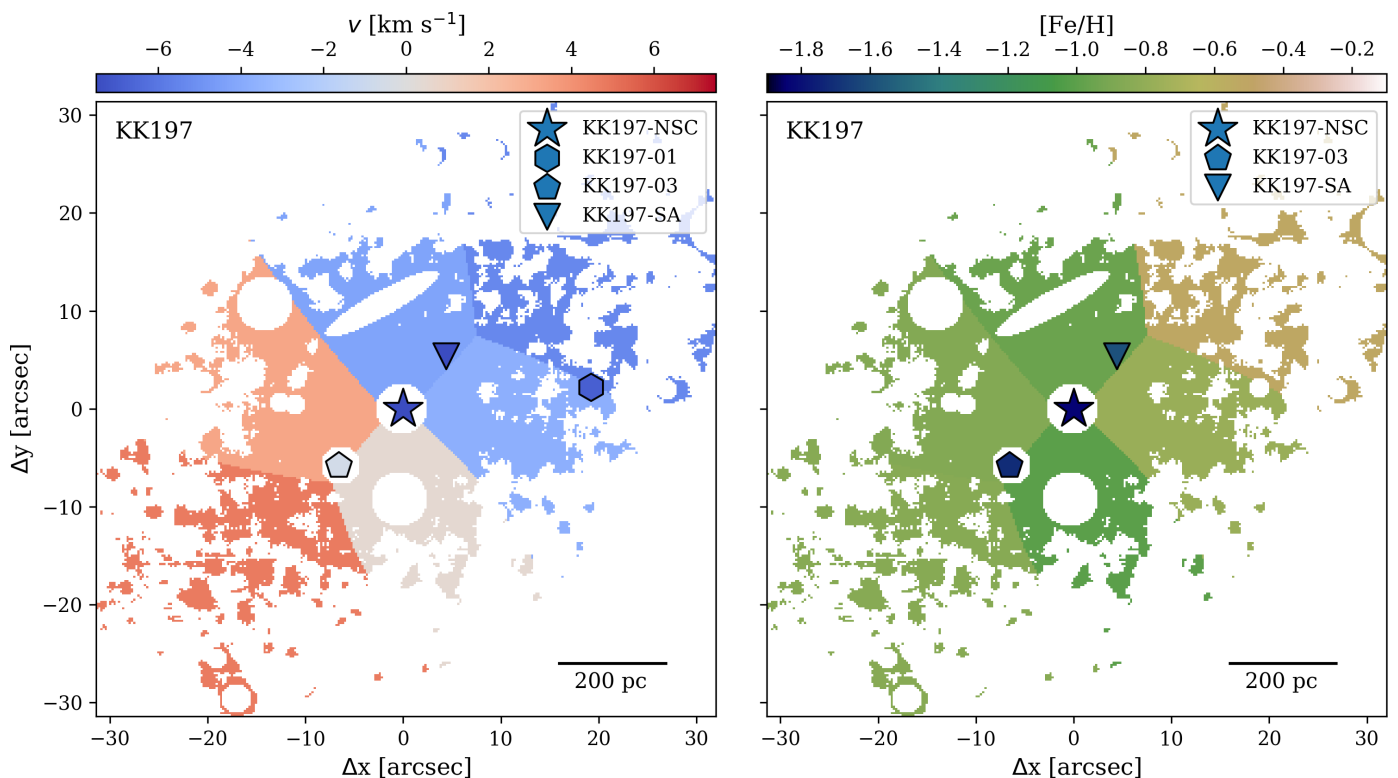 v [km s⁻¹]
−6 −4 −2 0 2 4 6
KK197
KK197-NSC
KK197-01
KK197-03
KK197-SA
30
20
10
0
−10
−20
−30
Δy [arcsec]
200 pc
−30 −20 −10 0 10 20 30
Δx [arcsec]
[Fe/H]
−1.8 −1.6 −1.4 −1.2 −1.0 −0.8 −0.6 −0.4 −0.2
KK197
KK197-NSC
KK197-03
KK197-SA
200 pc
−30 −20 −10 0 10 20 30
Δx [arcsec]